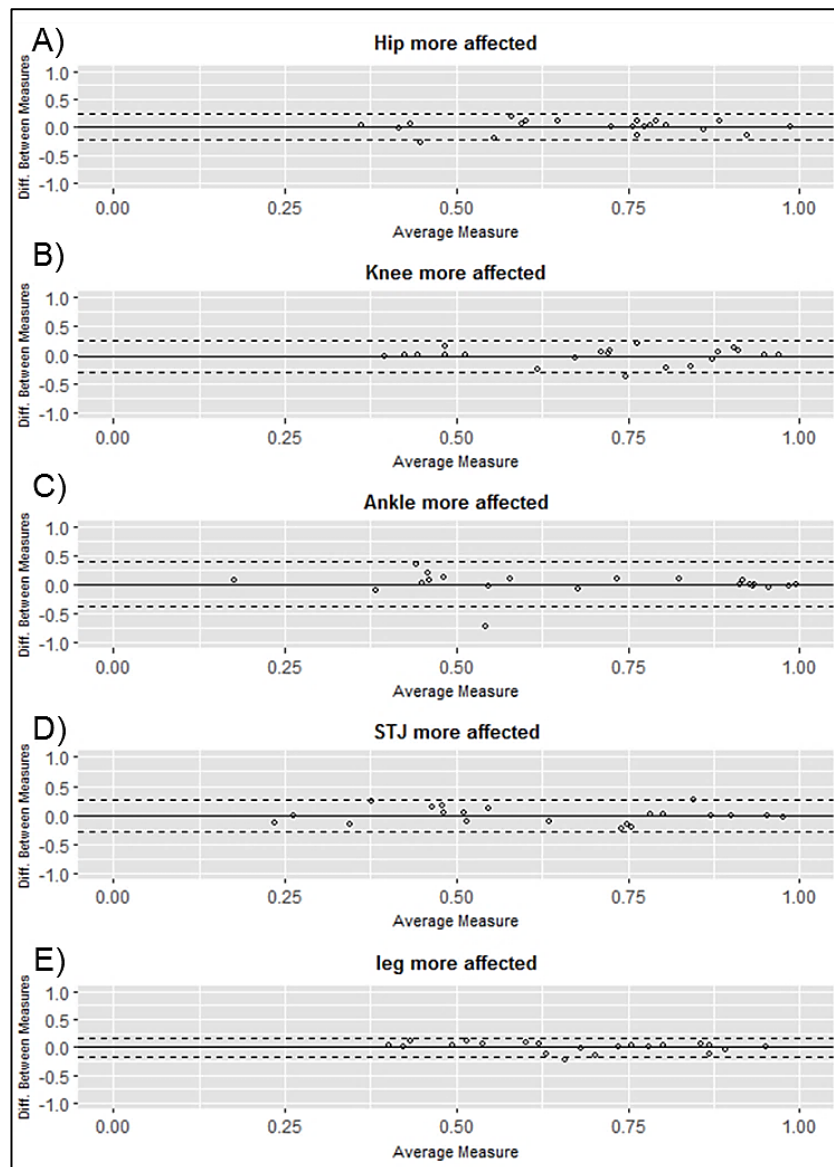 A)
Hip more affected
Diff. Between Measures
1.0
0.5
0.0
-0.5
-1.0
0.00 0.25 0.50 0.75 1.00
Average Measure
B)
Knee more affected
Diff. Between Measures
1.0
0.5
0.0
-0.5
-1.0
0.00 0.25 0.50 0.75 1.00
Average Measure
C)
Ankle more affected
Diff. Between Measures
1.0
0.5
0.0
-0.5
-1.0
0.00 0.25 0.50 0.75 1.00
Average Measure
D)
STJ more affected
Diff. Between Measures
1.0
0.5
0.0
-0.5
-1.0
0.00 0.25 0.50 0.75 1.00
Average Measure
E)
leg more affected
Diff. Between Measures
1.0
0.5
0.0
-0.5
-1.0
0.00 0.25 0.50 0.75 1.00
Average Measure